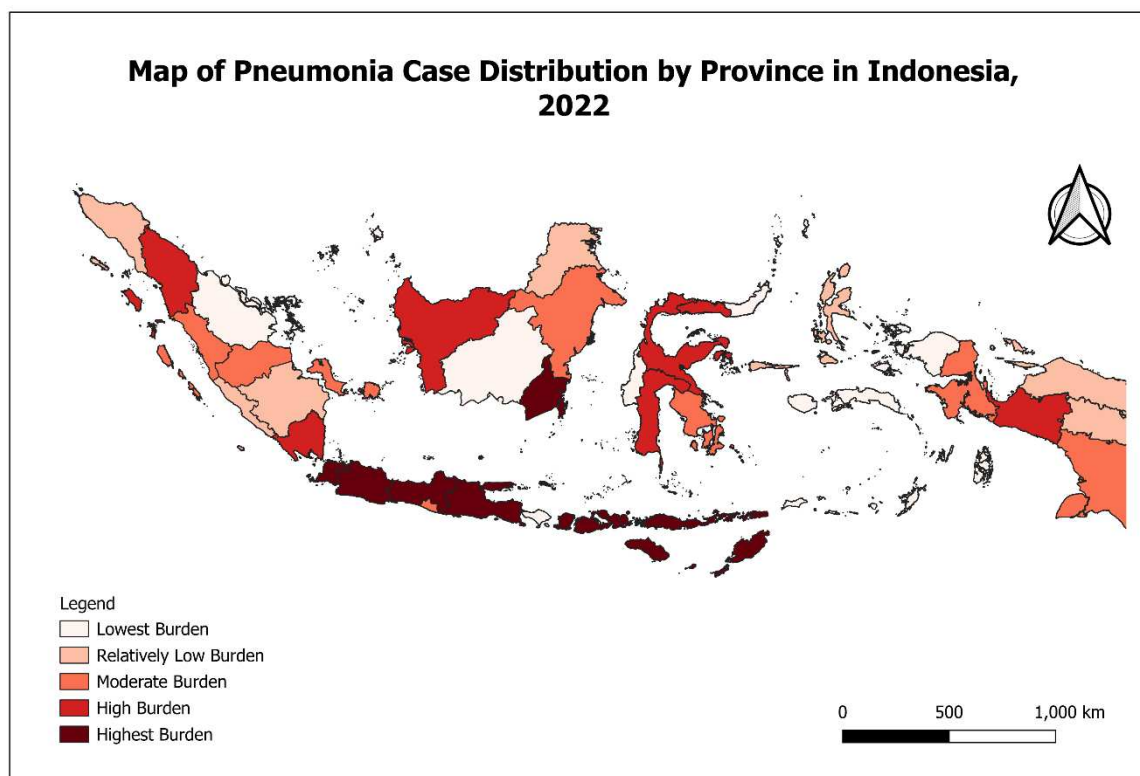 Map of Pneumonia Case Distribution by Province in Indonesia,
2022
Legend
Lowest Burden
Relatively Low Burden
Moderate Burden
High Burden
Highest Burden
0 500 1,000 km